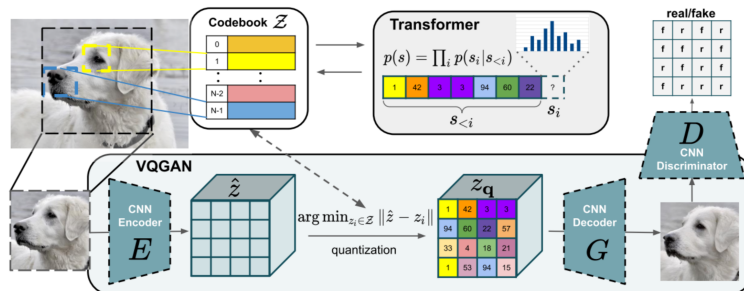 Codebook 𝒵
0
1
N-2
N-1
Transformer
p(s) = ∏ᵢ p(sᵢ|s<ᵢ)
1 42 3 3 94 60 22 ?
s<ᵢ
sᵢ
real/fake
f r f r
r f r r
f f r f
f r r r
D
CNN
Discriminator
VQGAN
CNN
Encoder
E
ẑ
arg min_{zᵢ∈𝒵} ‖ẑ − zᵢ‖
quantization
z_q
1 42 3 3
94 60 22 57
33 4 18 21
1 53 94 15
CNN
Decoder
G